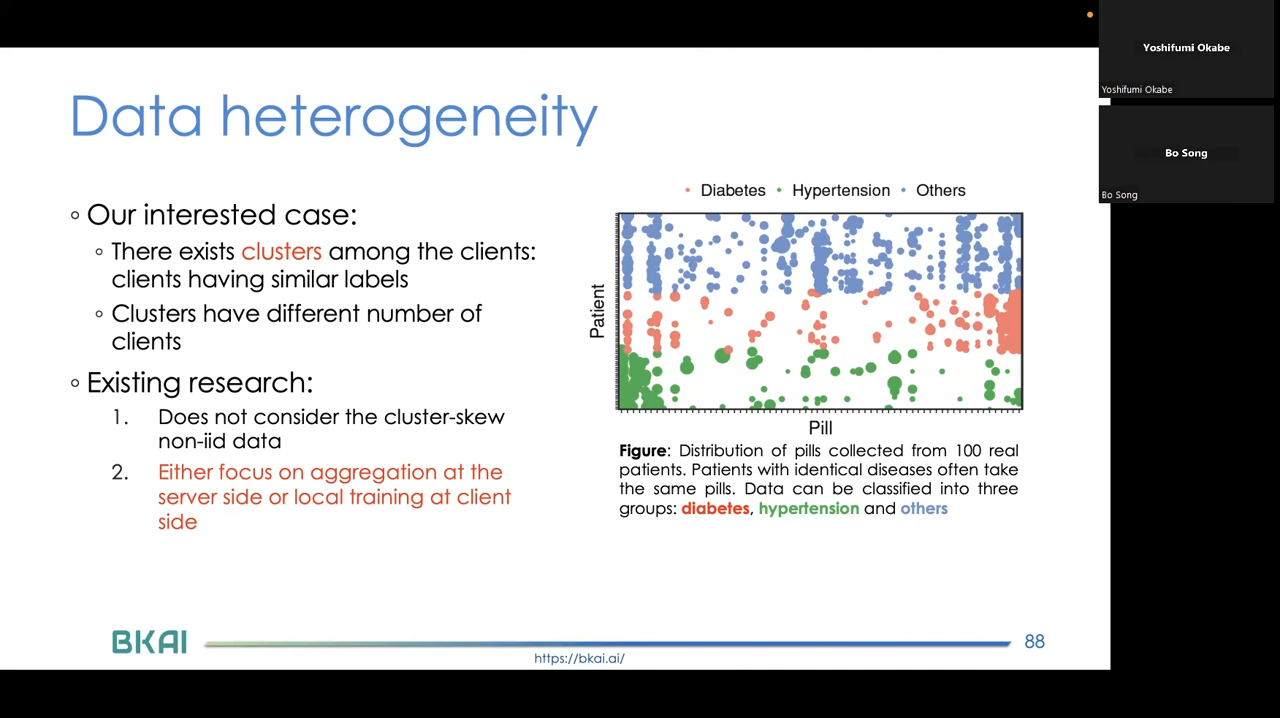 Data heterogeneity
◦ Our interested case:
◦ There exists clusters among the clients:
clients having similar labels
◦ Clusters have different number of
clients
◦ Existing research:
1. Does not consider the cluster-skew
non-iid data
2. Either focus on aggregation at the
server side or local training at client
side
• Diabetes • Hypertension • Others
Patient
Pill
Figure: Distribution of pills collected from 100 real
patients. Patients with identical diseases often take
the same pills. Data can be classified into three
groups: diabetes, hypertension and others
BKAI
https://bkai.ai/
88
Yoshifumi Okabe
Yoshifumi Okabe
Bo Song
Bo Song